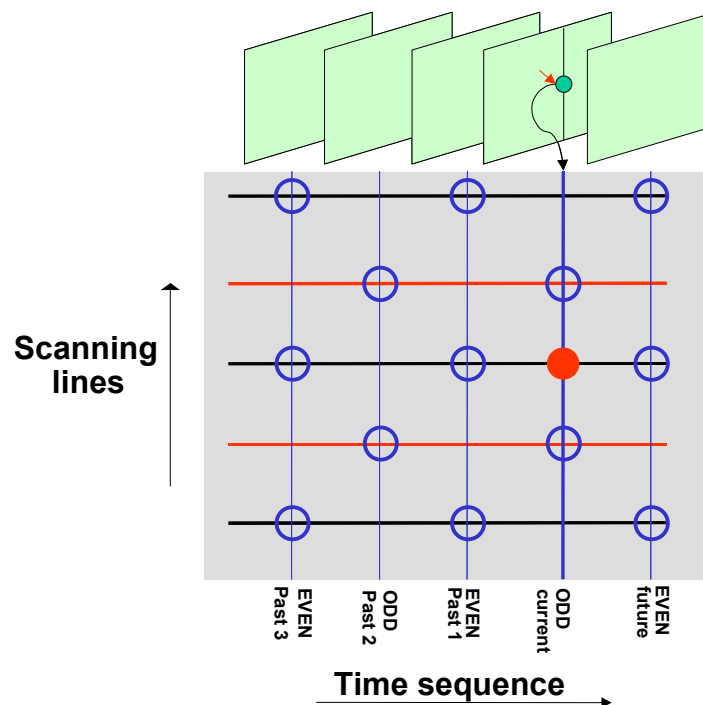 Scanning
lines
EVEN
Past 3
ODD
Past 2
EVEN
Past 1
ODD
current
EVEN
future
Time sequence